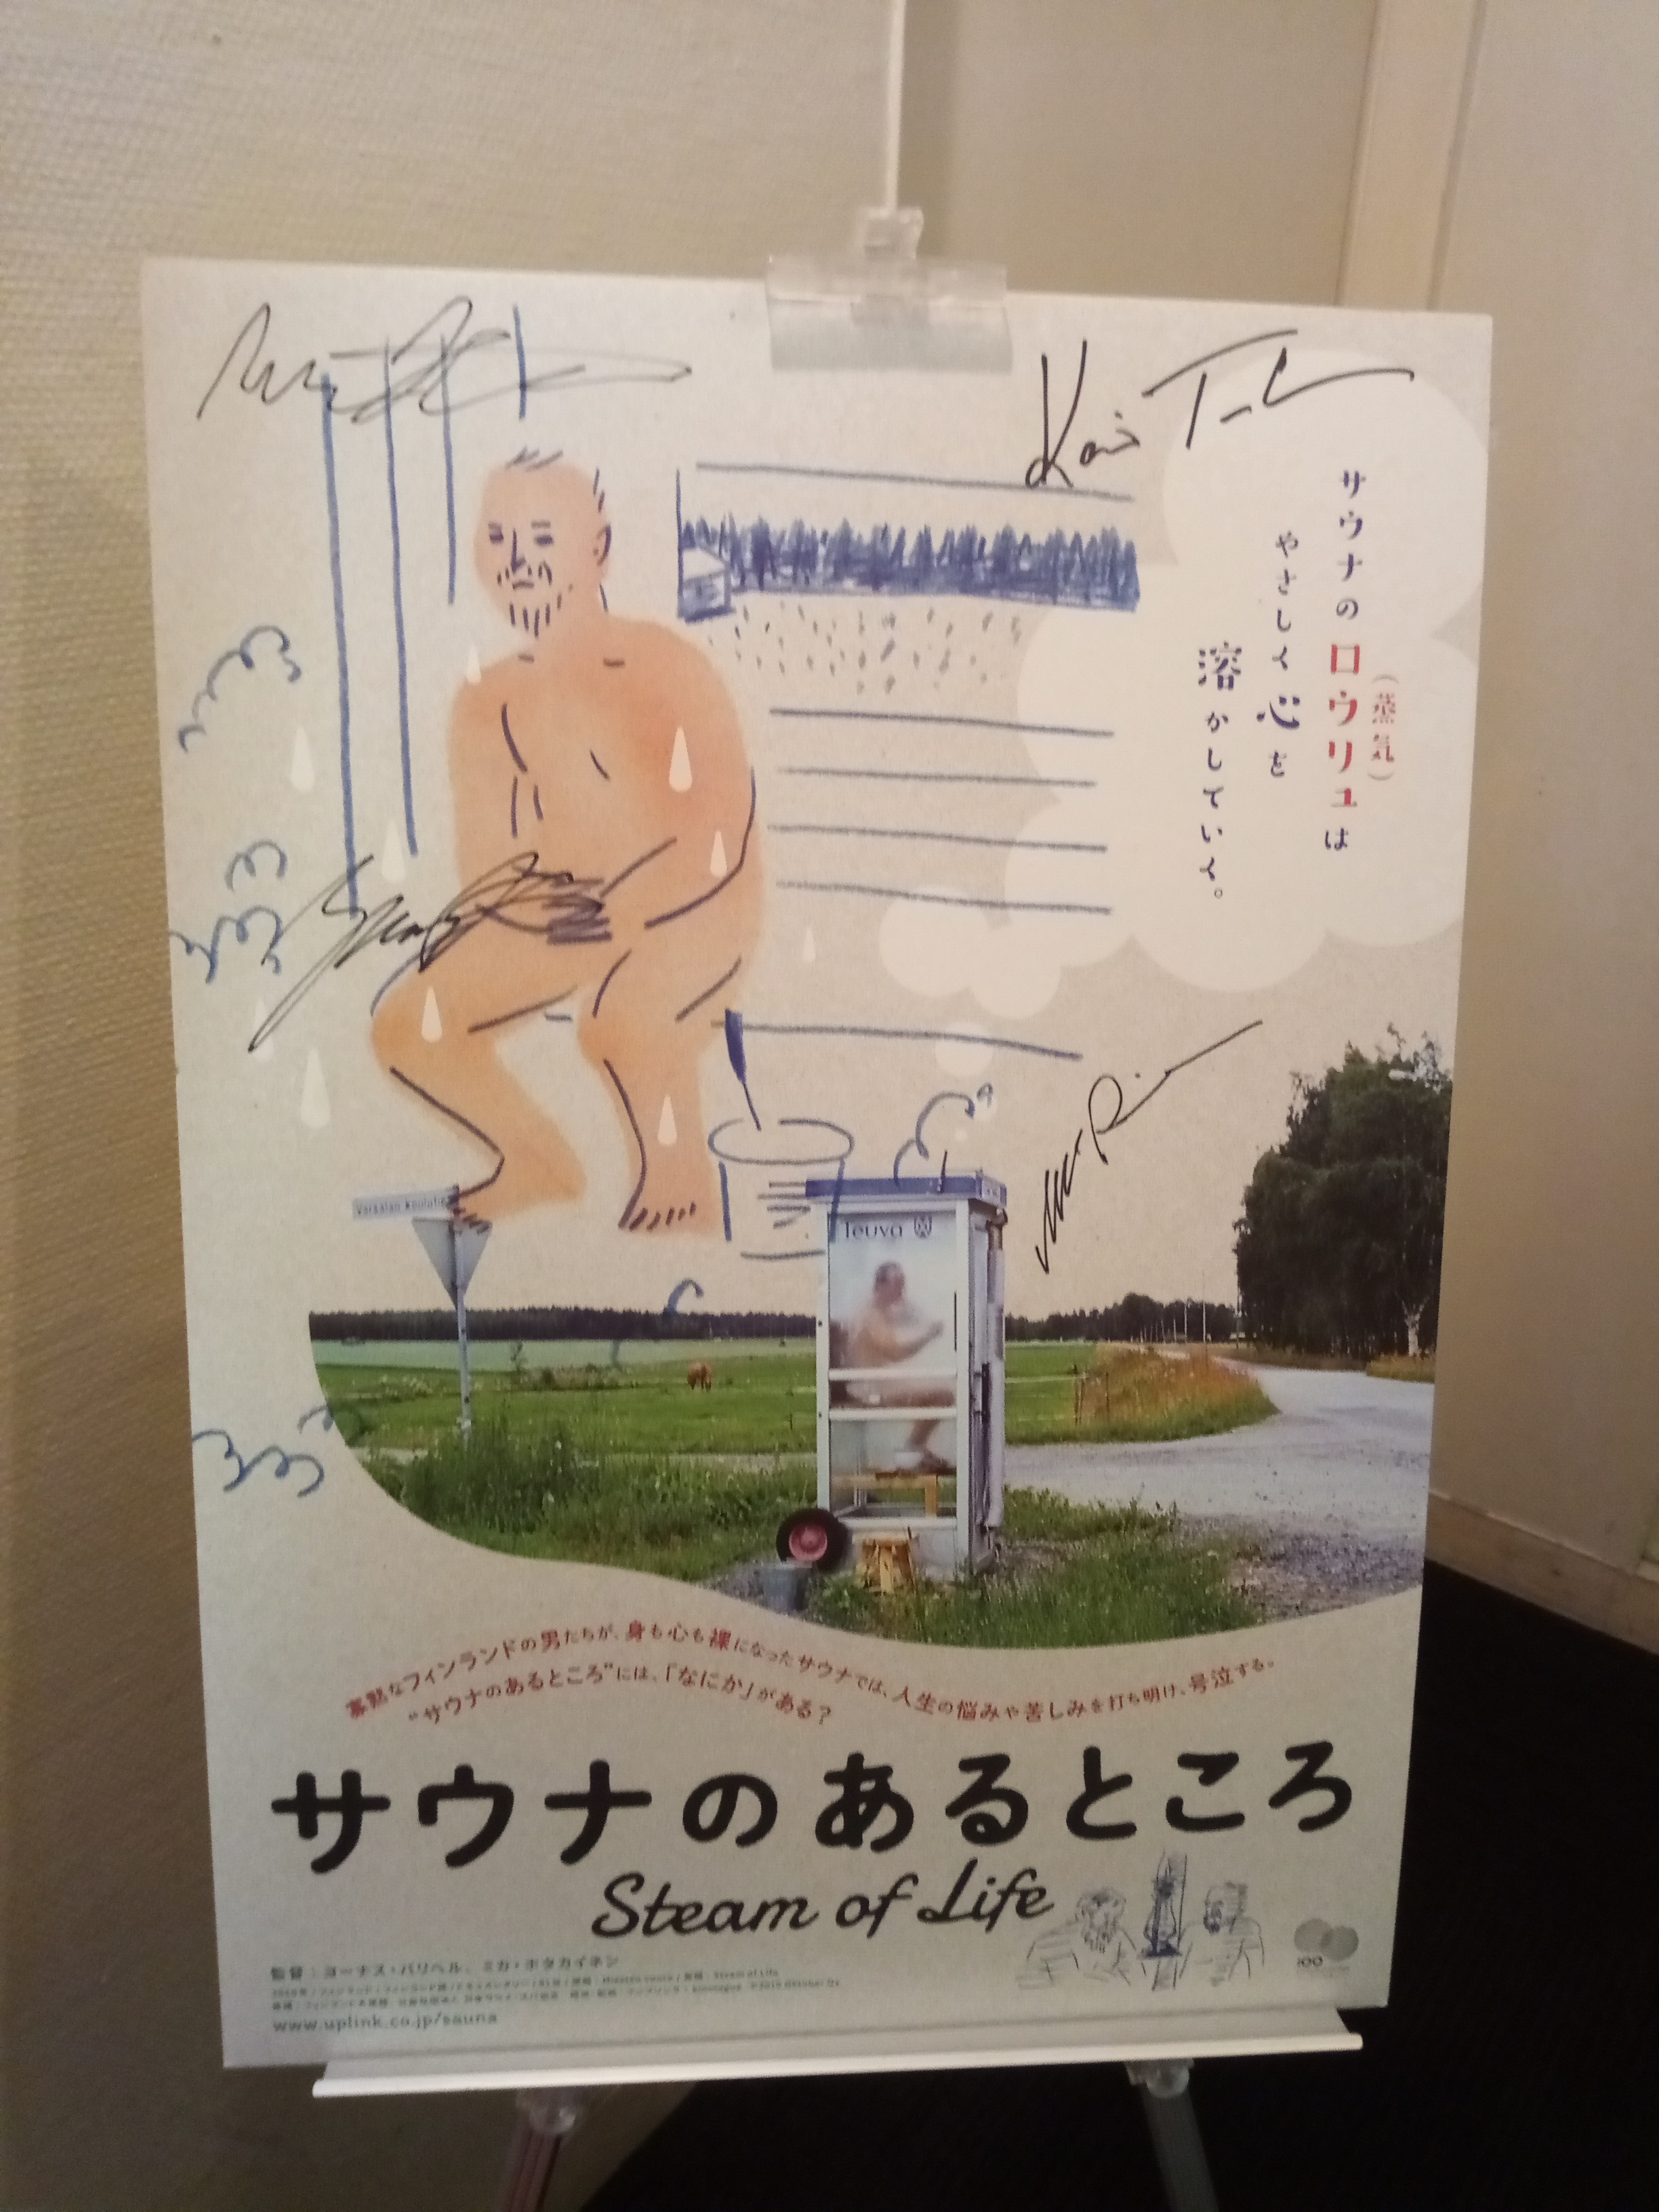 サウナのロウリュは
(蒸気)
やさしく心を
溶かしていく。
Teuva
寡黙なフィンランドの男たちが、身も心も裸になったサウナでは、人生の悩みや苦しみを打ち明け、号泣する。
“サウナのあるところ”には、「なにか」がある?
サウナのあるところ
Steam of Life
監督:ヨーナス・バリヘル、ミカ・ホタカイネン
www.uplink.co.jp/sauna
100